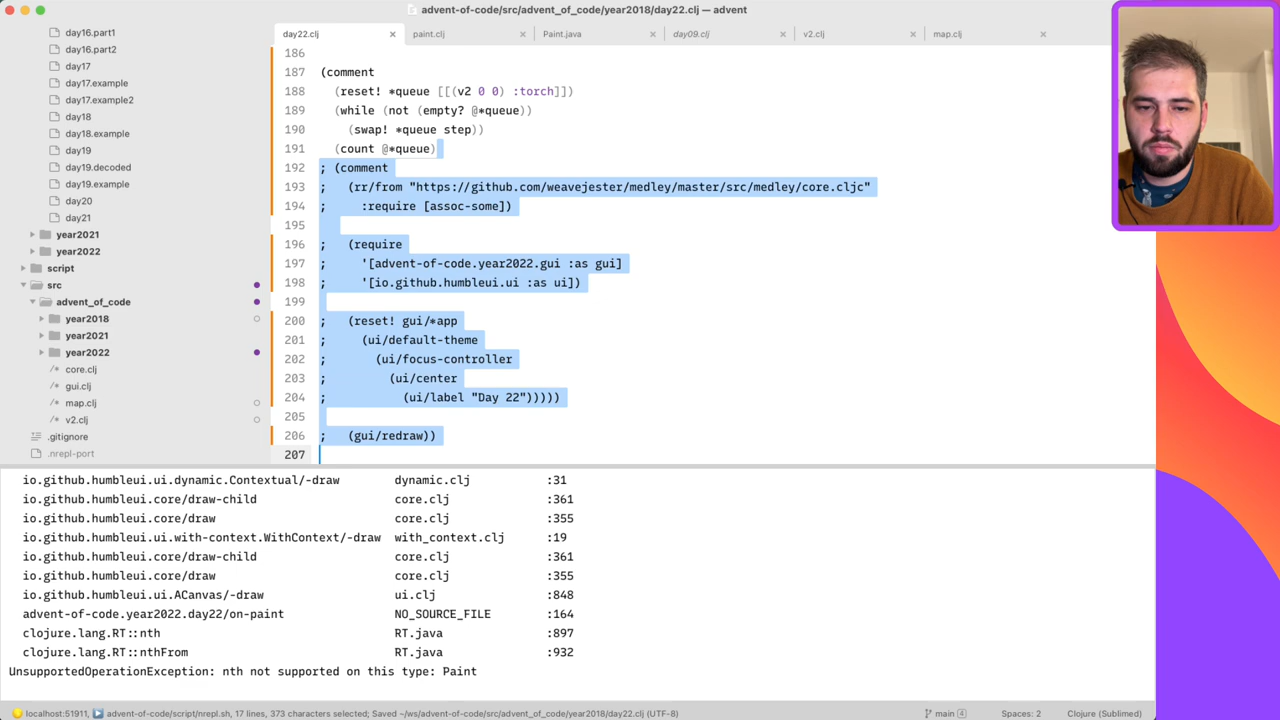 advent-of-code/src/advent_of_code/year2018/day22.clj — advent
day22.clj
paint.clj
Paint.java
day09.clj
v2.clj
map.clj
day16.part1
day16.part2
day17
day17.example
day17.example2
day18
day18.example
day19
day19.decoded
day19.example
day20
day21
year2021
year2022
script
src
advent_of_code
year2018
year2021
year2022
/* core.clj
/* gui.clj
/* map.clj
/* v2.clj
.gitignore
.nrepl-port
186
187 (comment
188   (reset! *queue [[(v2 0 0) :torch]])
189   (while (not (empty? @*queue))
190     (swap! *queue step))
191   (count @*queue)
192 ; (comment
193 ;   (rr/from "https://github.com/weavejester/medley/master/src/medley/core.cljc"
194 ;     :require [assoc-some])
195
196 ;   (require
197 ;     '[advent-of-code.year2022.gui :as gui]
198 ;     '[io.github.humbleui.ui :as ui])
199
200 ;   (reset! gui/*app
201 ;     (ui/default-theme
202 ;       (ui/focus-controller
203 ;         (ui/center
204 ;           (ui/label "Day 22")))))
205
206 ;   (gui/redraw))
207
io.github.humbleui.ui.dynamic.Contextual/-draw dynamic.clj :31
io.github.humbleui.core/draw-child core.clj :361
io.github.humbleui.core/draw core.clj :355
io.github.humbleui.ui.with-context.WithContext/-draw with_context.clj :19
io.github.humbleui.core/draw-child core.clj :361
io.github.humbleui.core/draw core.clj :355
io.github.humbleui.ui.ACanvas/-draw ui.clj :848
advent-of-code.year2022.day22/on-paint NO_SOURCE_FILE :164
clojure.lang.RT::nth RT.java :897
clojure.lang.RT::nthFrom RT.java :932
UnsupportedOperationException: nth not supported on this type: Paint
localhost:51911, advent-of-code/script/nrepl.sh, 17 lines, 373 characters selected; Saved ~/ws/advent-of-code/src/advent_of_code/year2018/day22.clj (UTF-8)
main 4
Spaces: 2
Clojure (Sublimed)